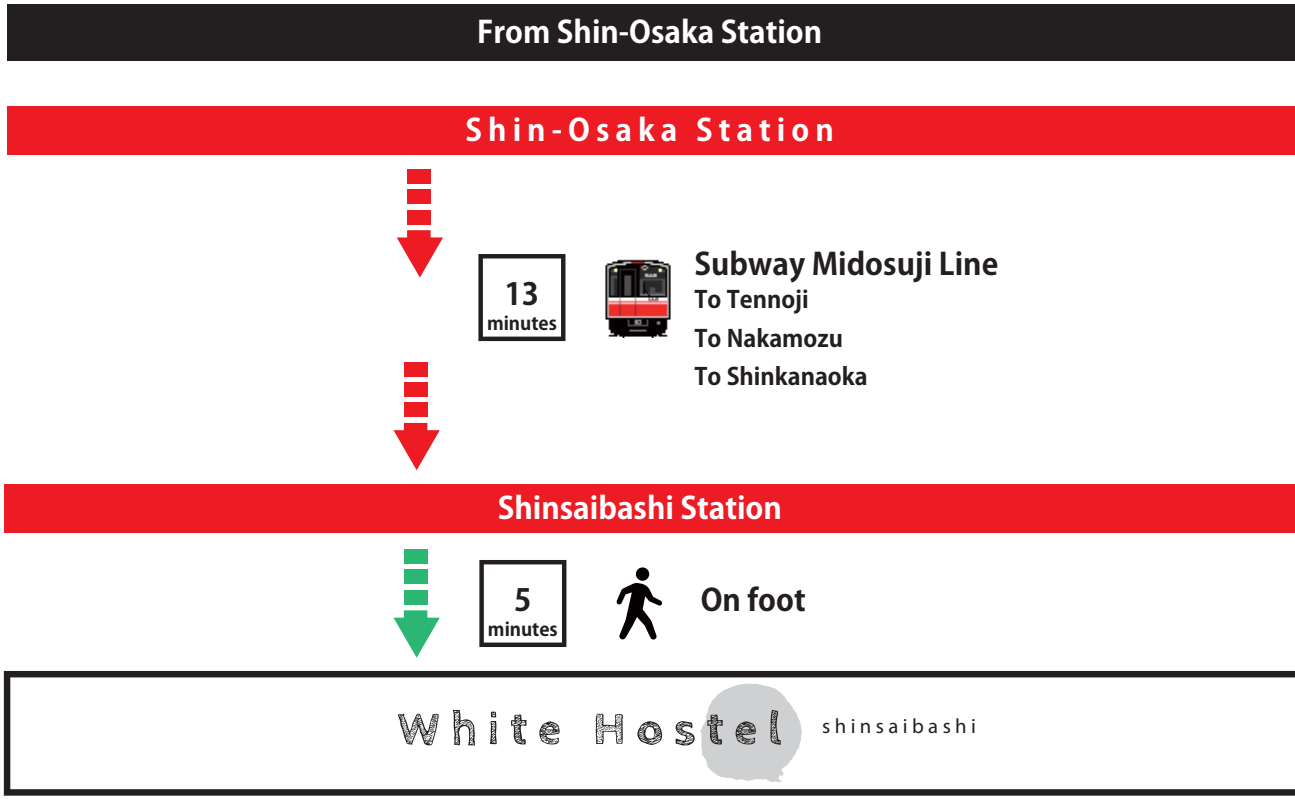 From Shin-Osaka Station
Shin-Osaka Station
13
minutes
Subway Midosuji Line
To Tennoji
To Nakamozu
To Shinkanaoka
Shinsaibashi Station
5
minutes
On foot
White Hostel shinsaibashi